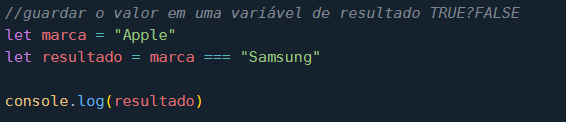 //guardar o valor em uma variável de resultado TRUE?FALSE
let marca = "Apple"
let resultado = marca === "Samsung"
console.log(resultado)